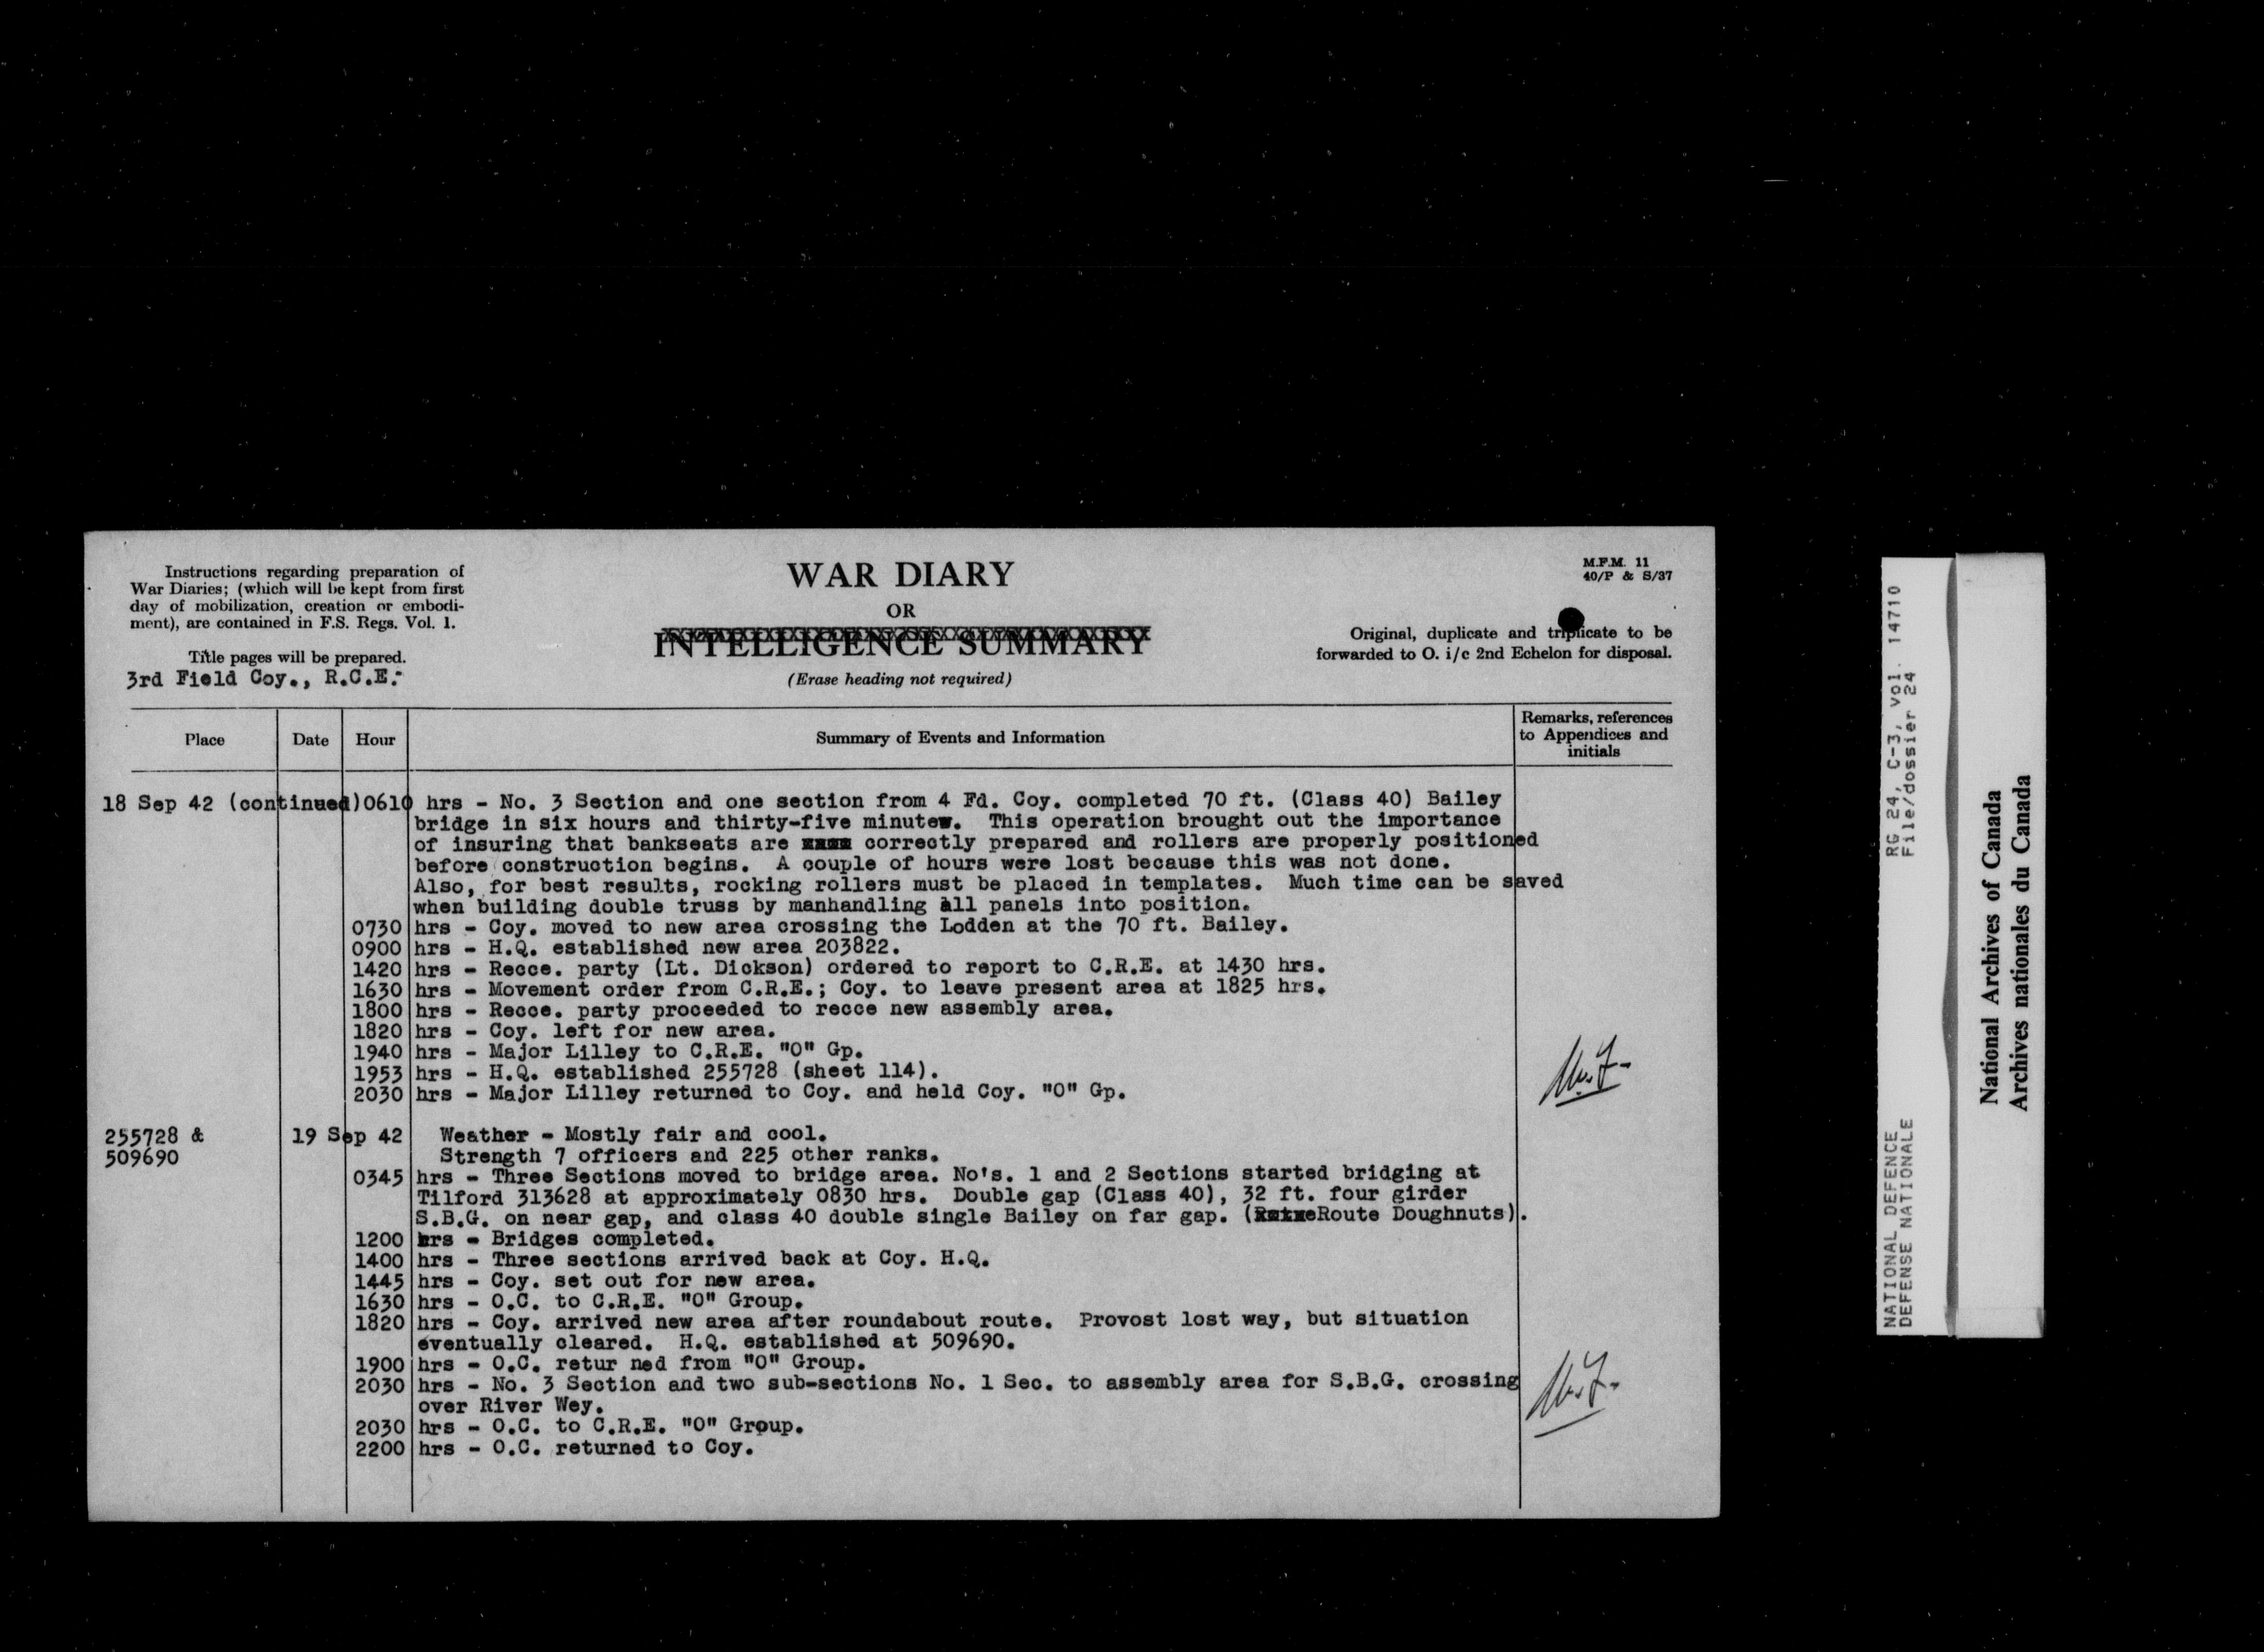 Instructions regarding preparation of
War Diaries; (which will be kept from first
day of mobilization, creation or embodi-
ment), are contained in F.S. Regs. Vol. 1.
Title pages will be prepared.
3rd Field Coy., R.C.E.
WAR DIARY
OR
INTELLIGENCE SUMMARY
(Erase heading not required)
M.F.M. 11
40/P & S/37
Original, duplicate and triplicate to be
forwarded to O. i/c 2nd Echelon for disposal.
Place Date Hour Summary of Events and Information Remarks, references
to Appendices and
initials
18 Sep 42 (continued) 0610 hrs - No. 3 Section and one section from 4 Fd. Coy. completed 70 ft. (Class 40) Bailey
bridge in six hours and thirty-five minutew. This operation brought out the importance
of insuring that bankseats are xxxx correctly prepared and rollers are properly positioned
before construction begins. A couple of hours were lost because this was not done.
Also, for best results, rocking rollers must be placed in templates. Much time can be saved
when building double truss by manhandling all panels into position.
0730 hrs - Coy. moved to new area crossing the Lodden at the 70 ft. Bailey.
0900 hrs - H.Q. established new area 203822.
1420 hrs - Recce. party (Lt. Dickson) ordered to report to C.R.E. at 1430 hrs.
1630 hrs - Movement order from C.R.E.; Coy. to leave present area at 1825 hrs.
1800 hrs - Recce. party proceeded to recce new assembly area.
1820 hrs - Coy. left for new area.
1940 hrs - Major Lilley to C.R.E. "O" Gp.
1953 hrs - H.Q. established 255728 (sheet 114).
2030 hrs - Major Lilley returned to Coy. and held Coy. "O" Gp.
255728 & 19 Sep 42 Weather - Mostly fair and cool.
509690 Strength 7 officers and 225 other ranks.
0345 hrs - Three Sections moved to bridge area. No's. 1 and 2 Sections started bridging at
Tilford 313628 at approximately 0830 hrs. Double gap (Class 40), 32 ft. four girder
S.B.G. on near gap, and class 40 double single Bailey on far gap. (Route Doughnuts).
1200 hrs - Bridges completed.
1400 hrs - Three sections arrived back at Coy. H.Q.
1445 hrs - Coy. set out for new area.
1630 hrs - O.C. to C.R.E. "O" Group.
1820 hrs - Coy. arrived new area after roundabout route. Provost lost way, but situation
eventually cleared. H.Q. established at 509690.
1900 hrs - O.C. retur ned from "O" Group.
2030 hrs - No. 3 Section and two sub-sections No. 1 Sec. to assembly area for S.B.G. crossing
over River Wey.
2030 hrs - O.C. to C.R.E. "O" Group.
2200 hrs - O.C. returned to Coy.
NATIONAL DEFENCE RG 24, C-3, vol. 14710
DEFENSE NATIONALE File/dossier 24
National Archives of Canada
Archives nationales du Canada